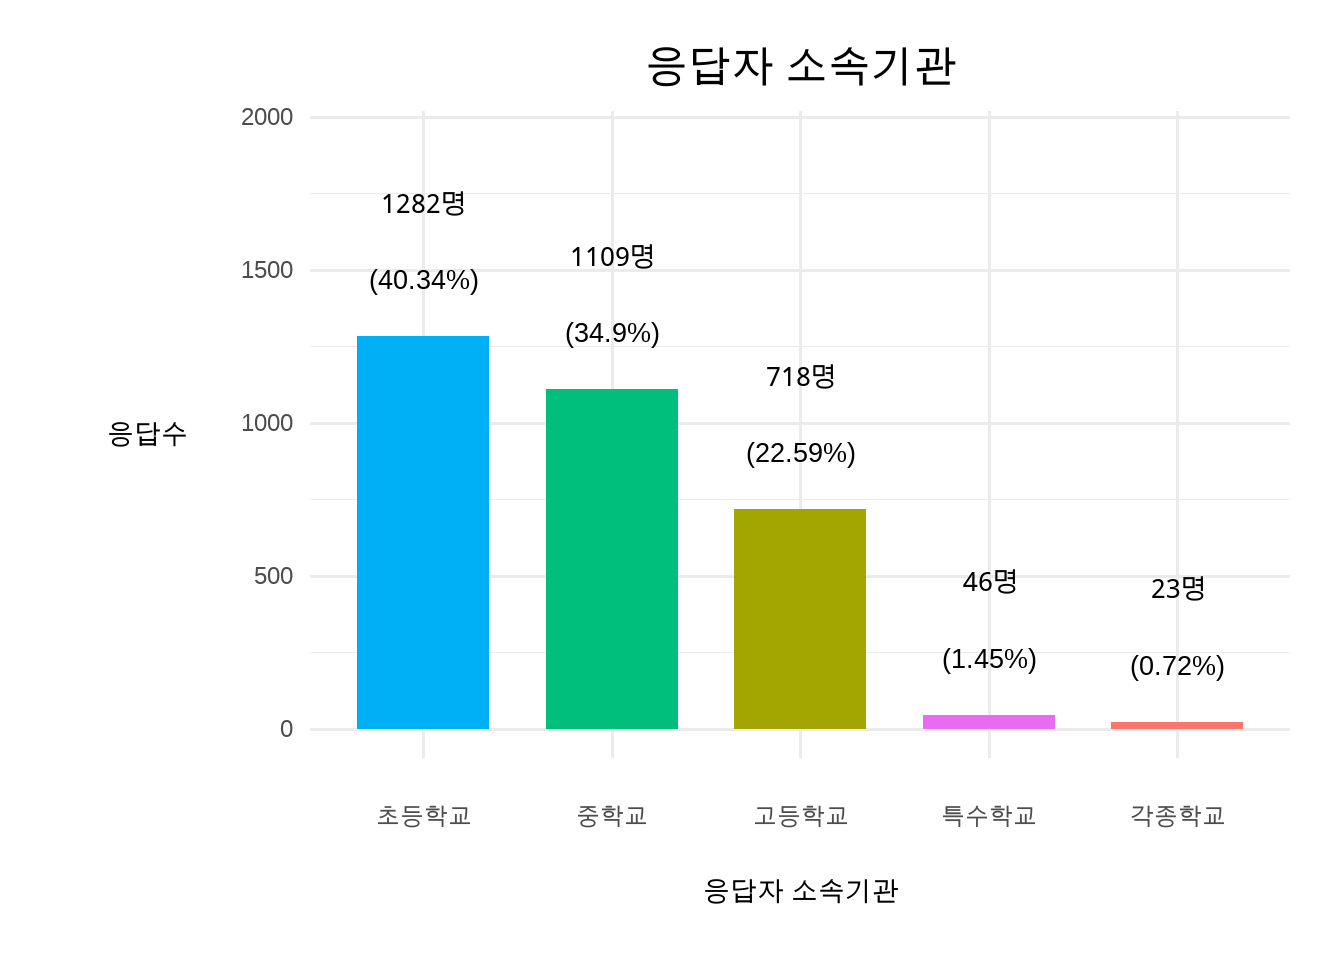 응답자 소속기관
2000
1500
1000
500
0
응답수
1282명
(40.34%)
1109명
(34.9%)
718명
(22.59%)
46명
(1.45%)
23명
(0.72%)
초등학교
중학교
고등학교
특수학교
각종학교
응답자 소속기관